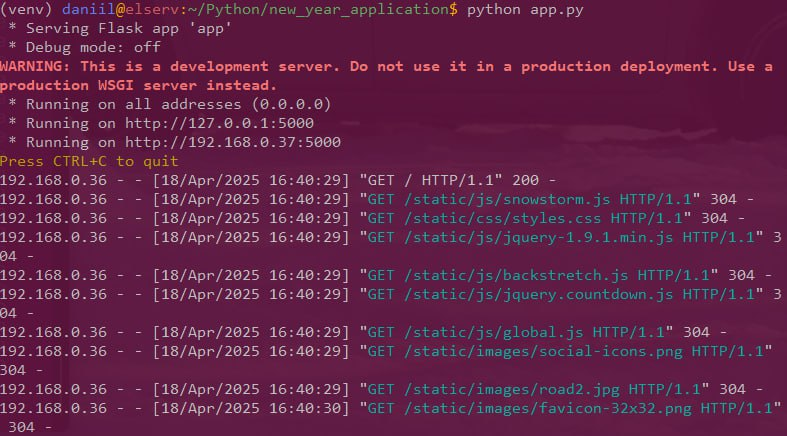 (venv) daniil@elserv:~/Python/new_year_application$ python app.py
 * Serving Flask app 'app'
 * Debug mode: off
WARNING: This is a development server. Do not use it in a production deployment. Use a
production WSGI server instead.
 * Running on all addresses (0.0.0.0)
 * Running on http://127.0.0.1:5000
 * Running on http://192.168.0.37:5000
Press CTRL+C to quit
192.168.0.36 - - [18/Apr/2025 16:40:29] "GET / HTTP/1.1" 200 -
192.168.0.36 - - [18/Apr/2025 16:40:29] "GET /static/js/snowstorm.js HTTP/1.1" 304 -
192.168.0.36 - - [18/Apr/2025 16:40:29] "GET /static/css/styles.css HTTP/1.1" 304 -
192.168.0.36 - - [18/Apr/2025 16:40:29] "GET /static/js/jquery-1.9.1.min.js HTTP/1.1" 3
04 -
192.168.0.36 - - [18/Apr/2025 16:40:29] "GET /static/js/backstretch.js HTTP/1.1" 304 -
192.168.0.36 - - [18/Apr/2025 16:40:29] "GET /static/js/jquery.countdown.js HTTP/1.1" 3
04 -
192.168.0.36 - - [18/Apr/2025 16:40:29] "GET /static/js/global.js HTTP/1.1" 304 -
192.168.0.36 - - [18/Apr/2025 16:40:29] "GET /static/images/social-icons.png HTTP/1.1"
304 -
192.168.0.36 - - [18/Apr/2025 16:40:29] "GET /static/images/road2.jpg HTTP/1.1" 304 -
192.168.0.36 - - [18/Apr/2025 16:40:30] "GET /static/images/favicon-32x32.png HTTP/1.1"
 304 -